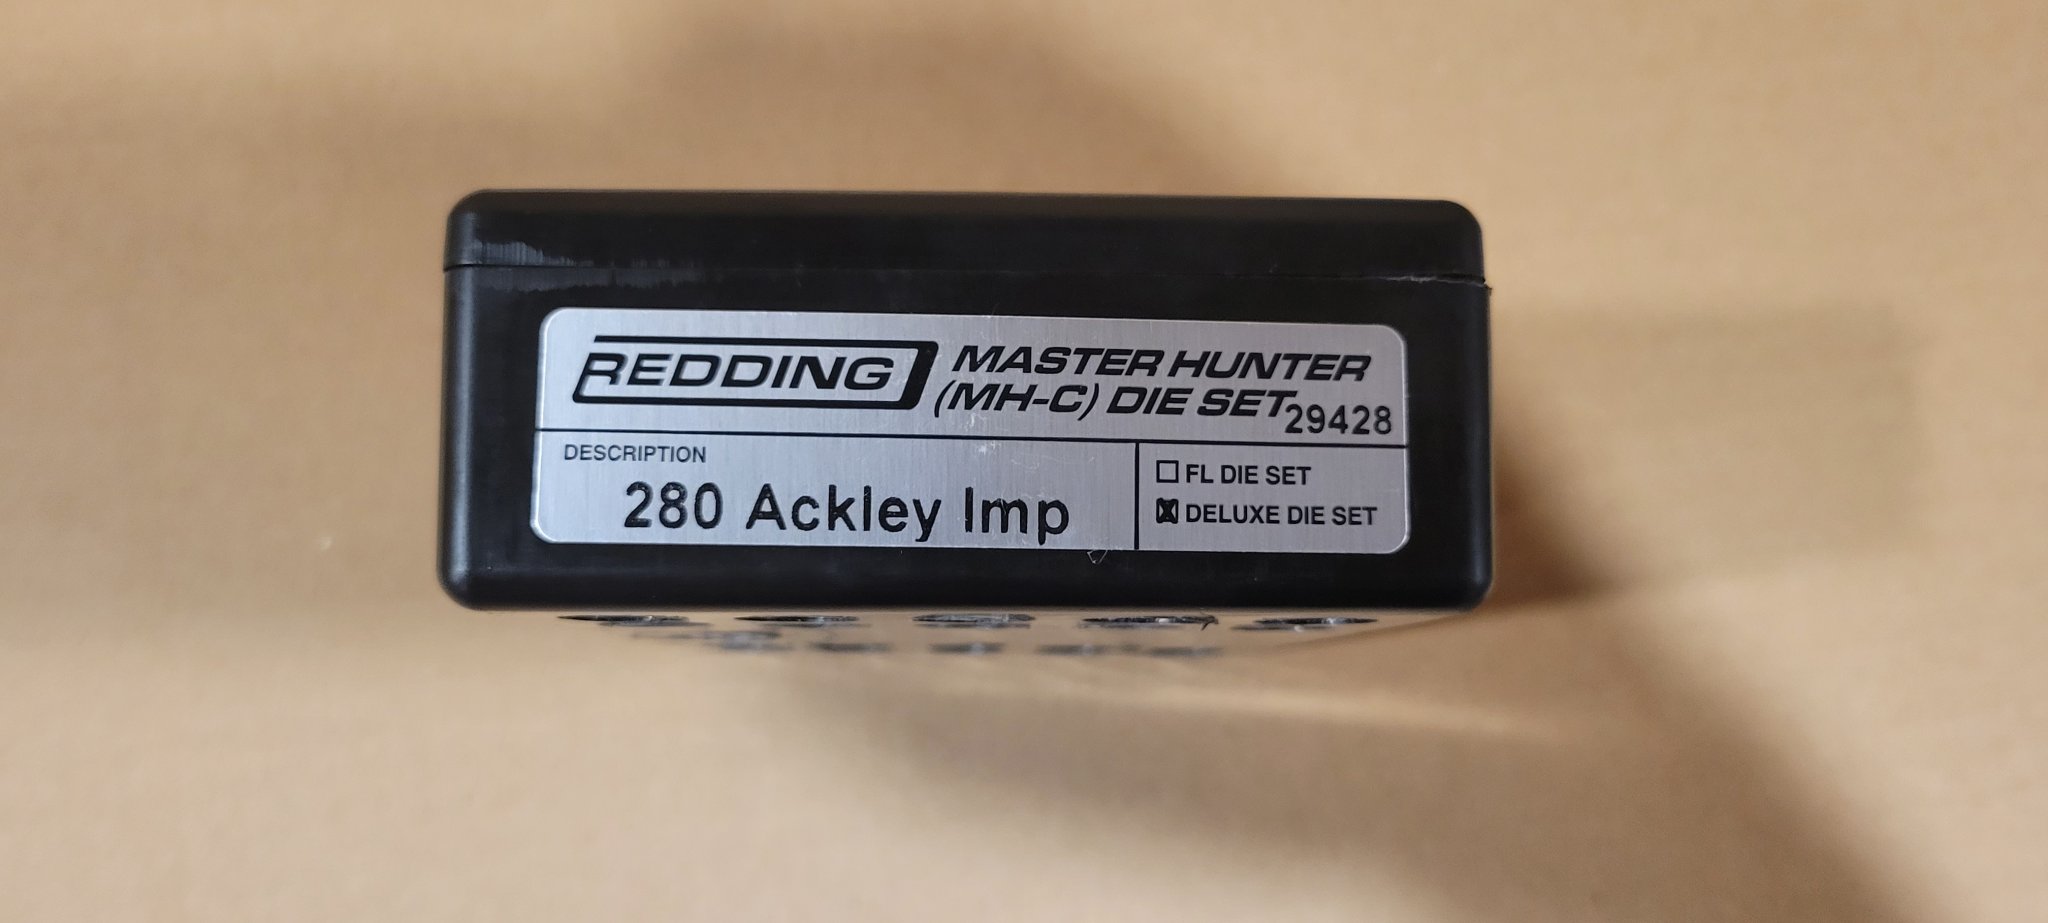 REDDING MASTER HUNTER
(MH-C) DIE SET 29428
DESCRIPTION
280 Ackley Imp
FL DIE SET
DELUXE DIE SET